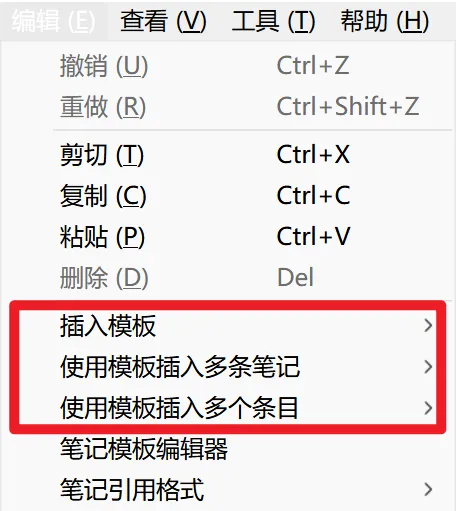 编辑 (E) 查看 (V) 工具 (T) 帮助 (H)
撤销 (U) Ctrl+Z
重做 (R) Ctrl+Shift+Z
剪切 (T) Ctrl+X
复制 (C) Ctrl+C
粘贴 (P) Ctrl+V
删除 (D) Del
插入模板
使用模板插入多条笔记
使用模板插入多个条目
笔记模板编辑器
笔记引用格式